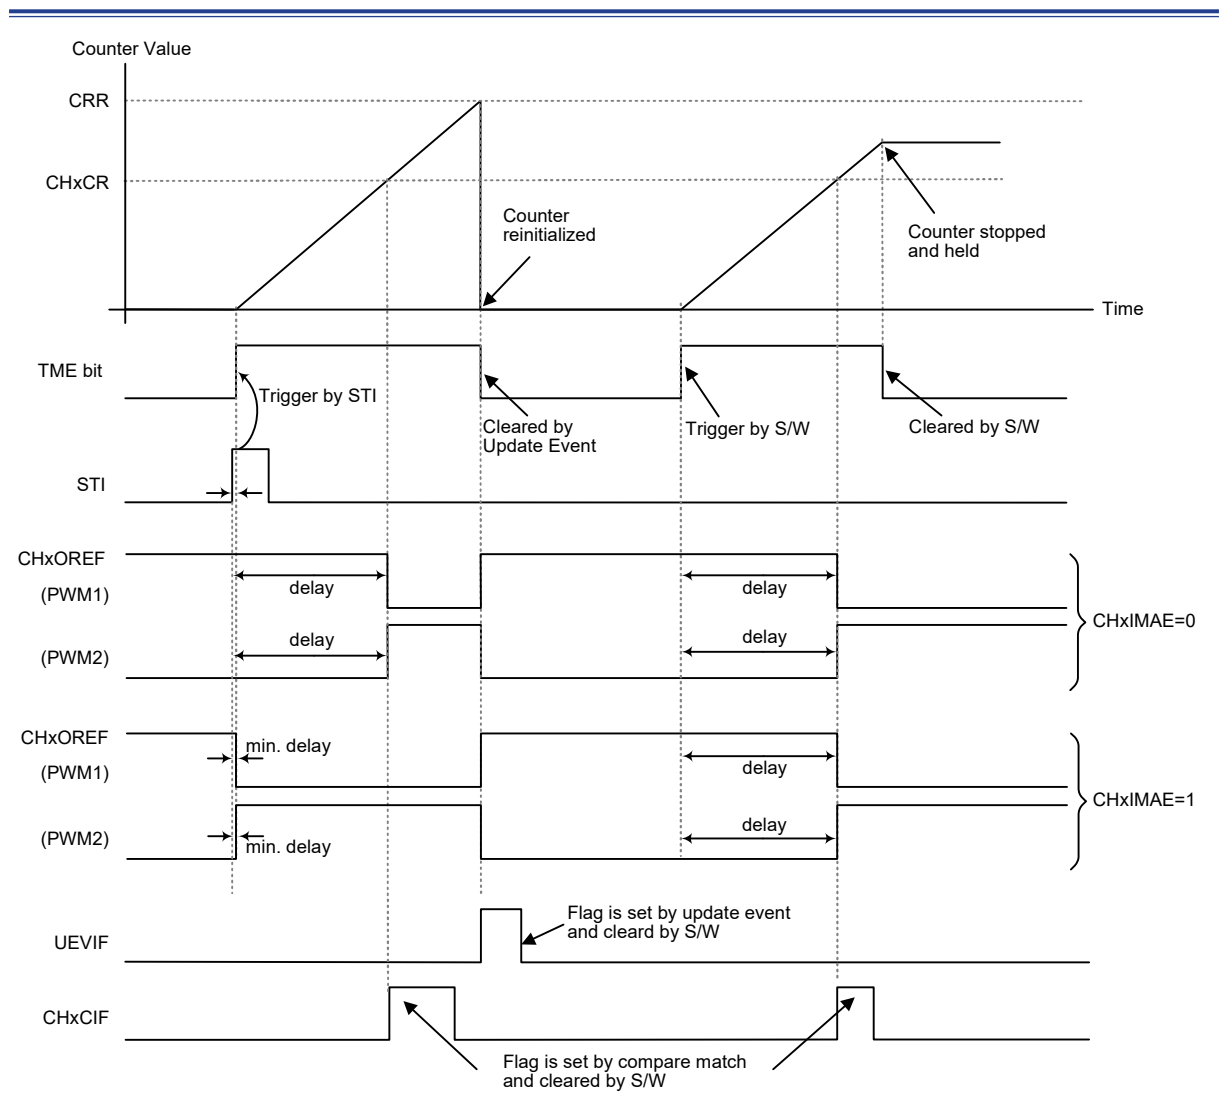 Counter Value
CRR
CHxCR
Counter
reinitialized
Counter stopped
and held
Time
TME bit
Trigger by STI
Cleared by
Update Event
Trigger by S/W
Cleared by S/W
STI
CHxOREF
(PWM1)
delay
delay
(PWM2)
delay
delay
CHxIMAE=0
CHxOREF
(PWM1)
min. delay
delay
(PWM2)
min. delay
delay
CHxIMAE=1
UEVIF
Flag is set by update event
and cleard by S/W
CHxCIF
Flag is set by compare match
and cleared by S/W